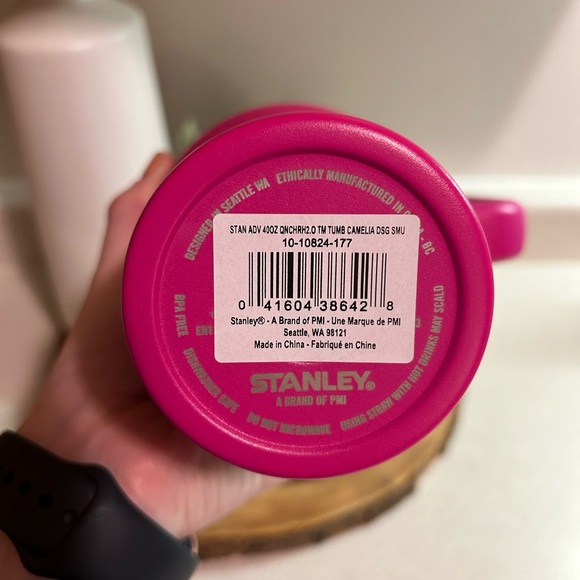 DESIGNED IN SEATTLE WA ETHICALLY MANUFACTURED IN - BC
STAN ADV 40OZ QNCHRH2.O TM TUMB CAMELIA DSG SMU
10-10824-177
0 41604 38642 8
Stanley® - A Brand of PMI - Une Marque de PMI
Seattle, WA 98121
Made in China - Fabriqué en Chine
STANLEY®
A BRAND OF PMI
BPA FREE
DISHWASHER SAFE
DO NOT MICROWAVE
USING STRAW WITH HOT DRINKS MAY SCALD